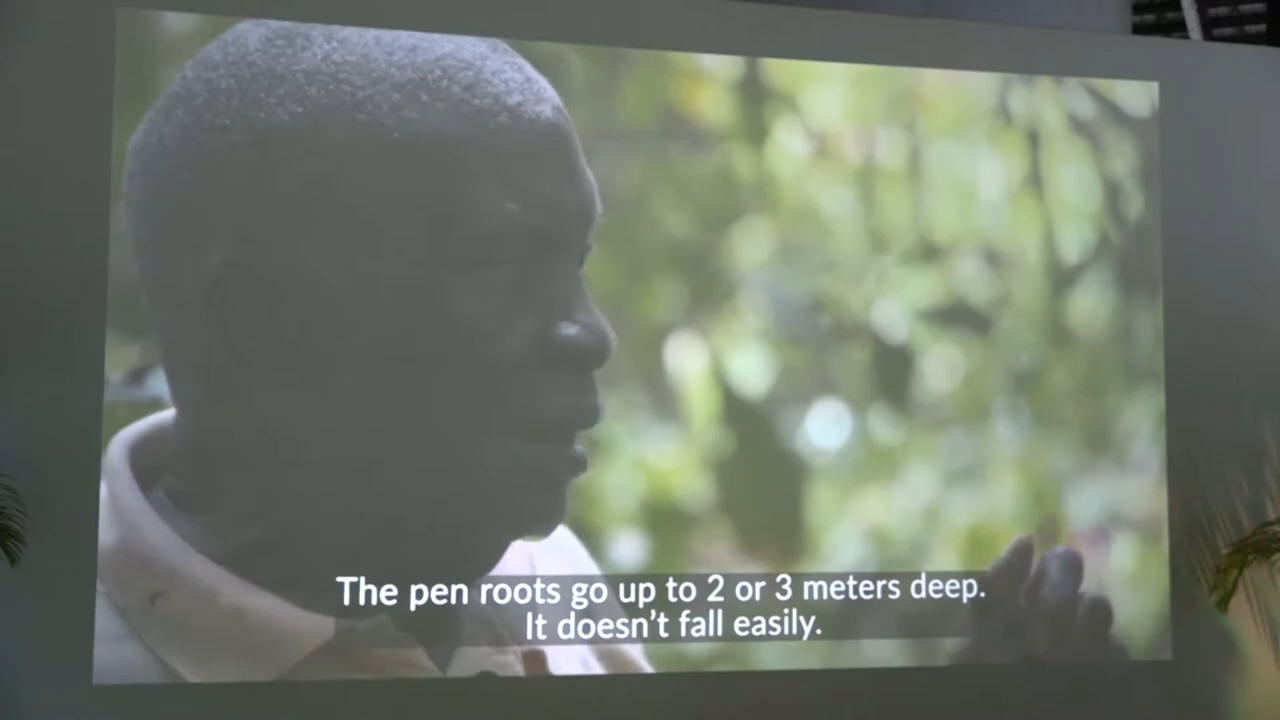 The pen roots go up to 2 or 3 meters deep.
It doesn't fall easily.